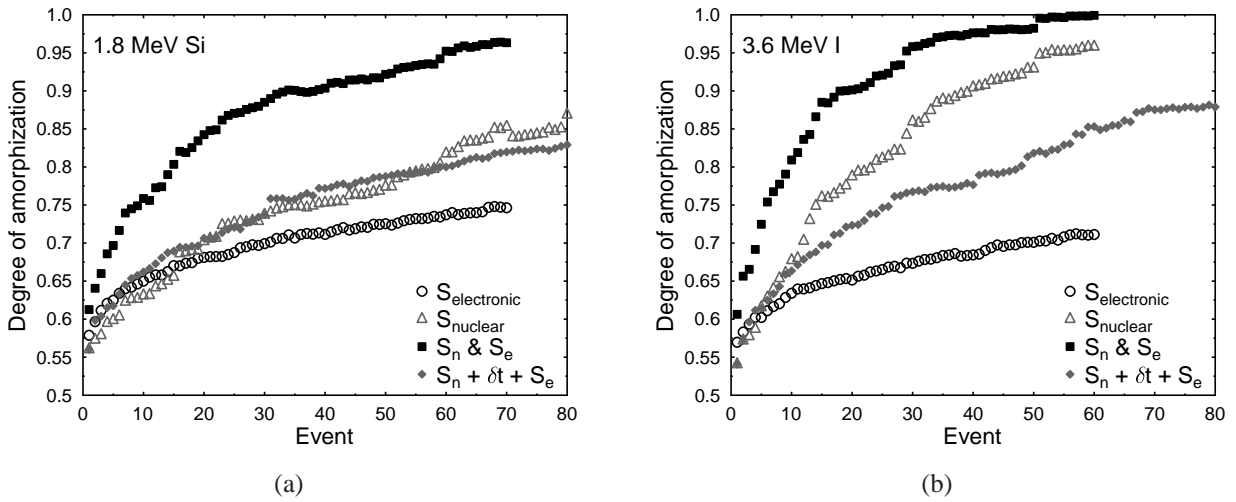 1.8 MeV Si
Degree of amorphization
1.00
0.95
0.9
0.85
0.8
0.75
0.7
0.65
0.6
0.55
0.5
S_electronic
S_nuclear
S_n & S_e
S_n + δt + S_e
0 10 20 30 40 50 60 70 80
Event
(a)
3.6 MeV I
Degree of amorphization
1.00
0.95
0.9
0.85
0.8
0.75
0.7
0.65
0.6
0.55
0.5
S_electronic
S_nuclear
S_n & S_e
S_n + δt + S_e
0 10 20 30 40 50 60 70 80
Event
(b)